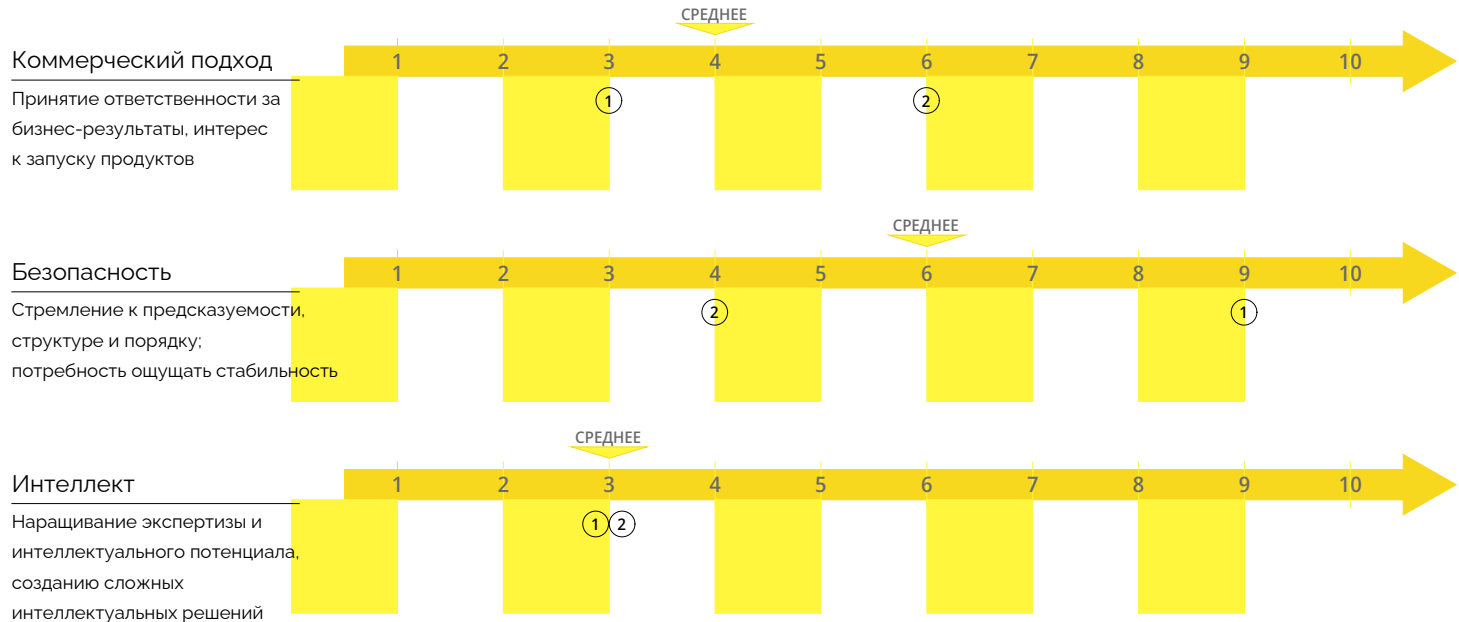 СРЕДНЕЕ
Коммерческий подход
1 2 3 4 5 6 7 8 9 10
Принятие ответственности за
1 2
бизнес-результаты, интерес
к запуску продуктов
СРЕДНЕЕ
Безопасность
1 2 3 4 5 6 7 8 9 10
Стремление к предсказуемости,
2 1
структуре и порядку;
потребность ощущать стабильность
СРЕДНЕЕ
Интеллект
1 2 3 4 5 6 7 8 9 10
Наращивание экспертизы и
1 2
интеллектуального потенциала,
созданию сложных
интеллектуальных решений